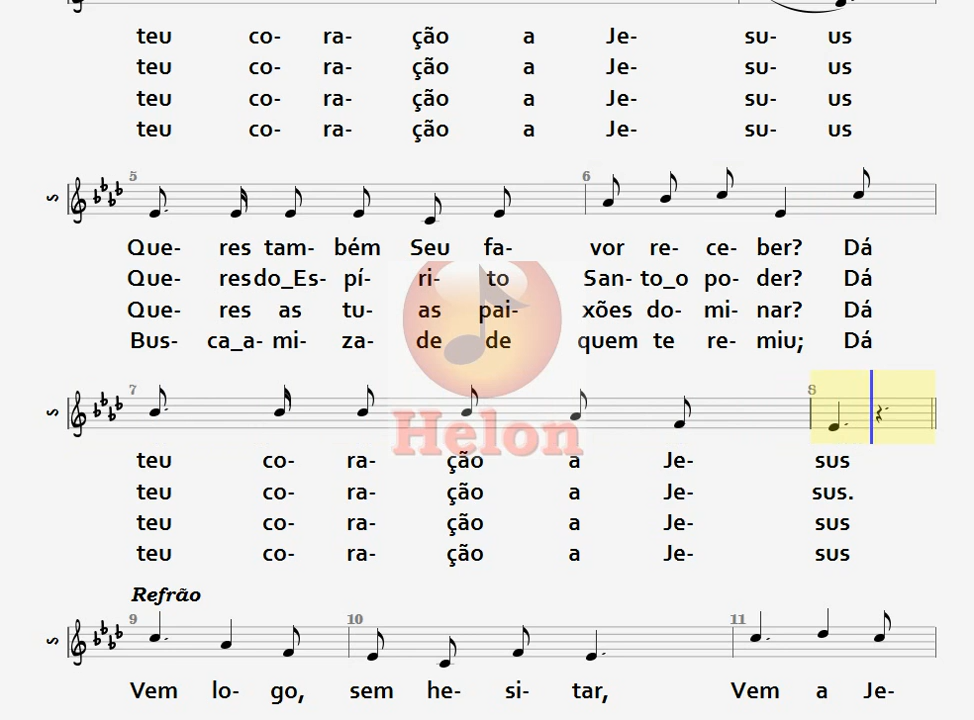 teu co- ra- ção a Je- su- us
teu co- ra- ção a Je- su- us
teu co- ra- ção a Je- su- us
teu co- ra- ção a Je- su- us
5 6
S
Que- res tam- bém Seu fa- vor re- ce- ber? Dá
Que- resdo_Es- pí- ri- to San- to_o po- der? Dá
Que- res as tu- as pai- xões do- mi- nar? Dá
Bus- ca_a- mi- za- de de quem te re- miu; Dá
7 8
S
Helon
teu co- ra- ção a Je- sus
teu co- ra- ção a Je- sus.
teu co- ra- ção a Je- sus
teu co- ra- ção a Je- sus
Refrão
9 10 11
S
Vem lo- go, sem he- si- tar, Vem a Je-